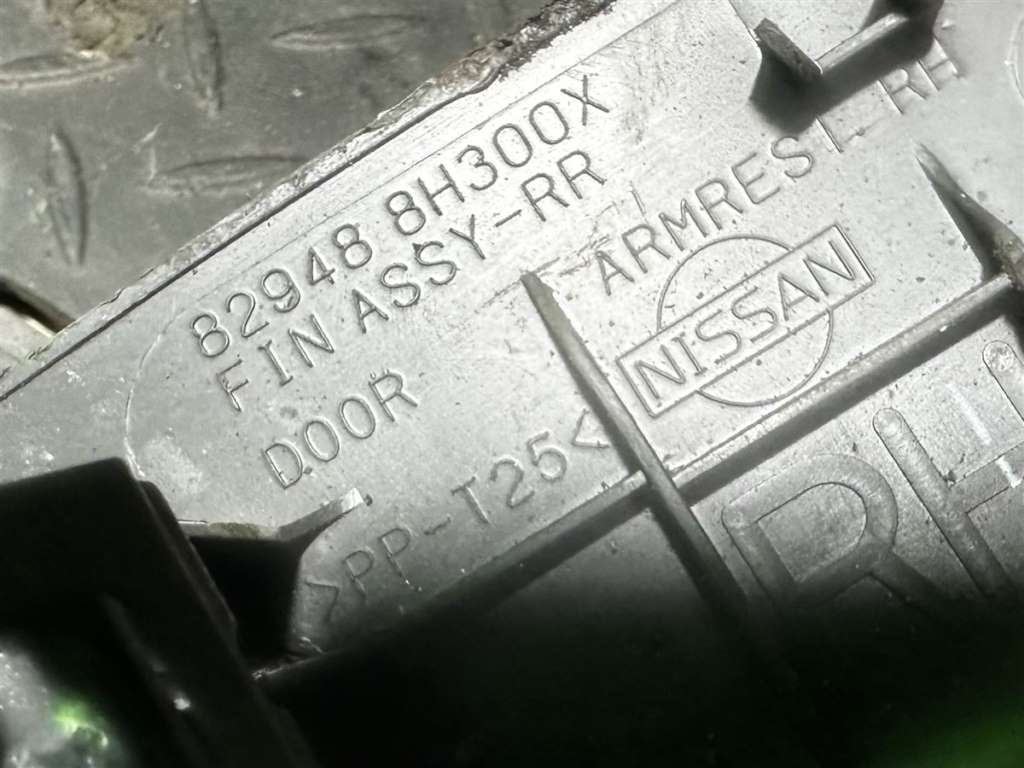 82948 8H300X
FIN ASSY-RR ARMREST RH
DOOR
NISSAN
>PP-T25<
RH